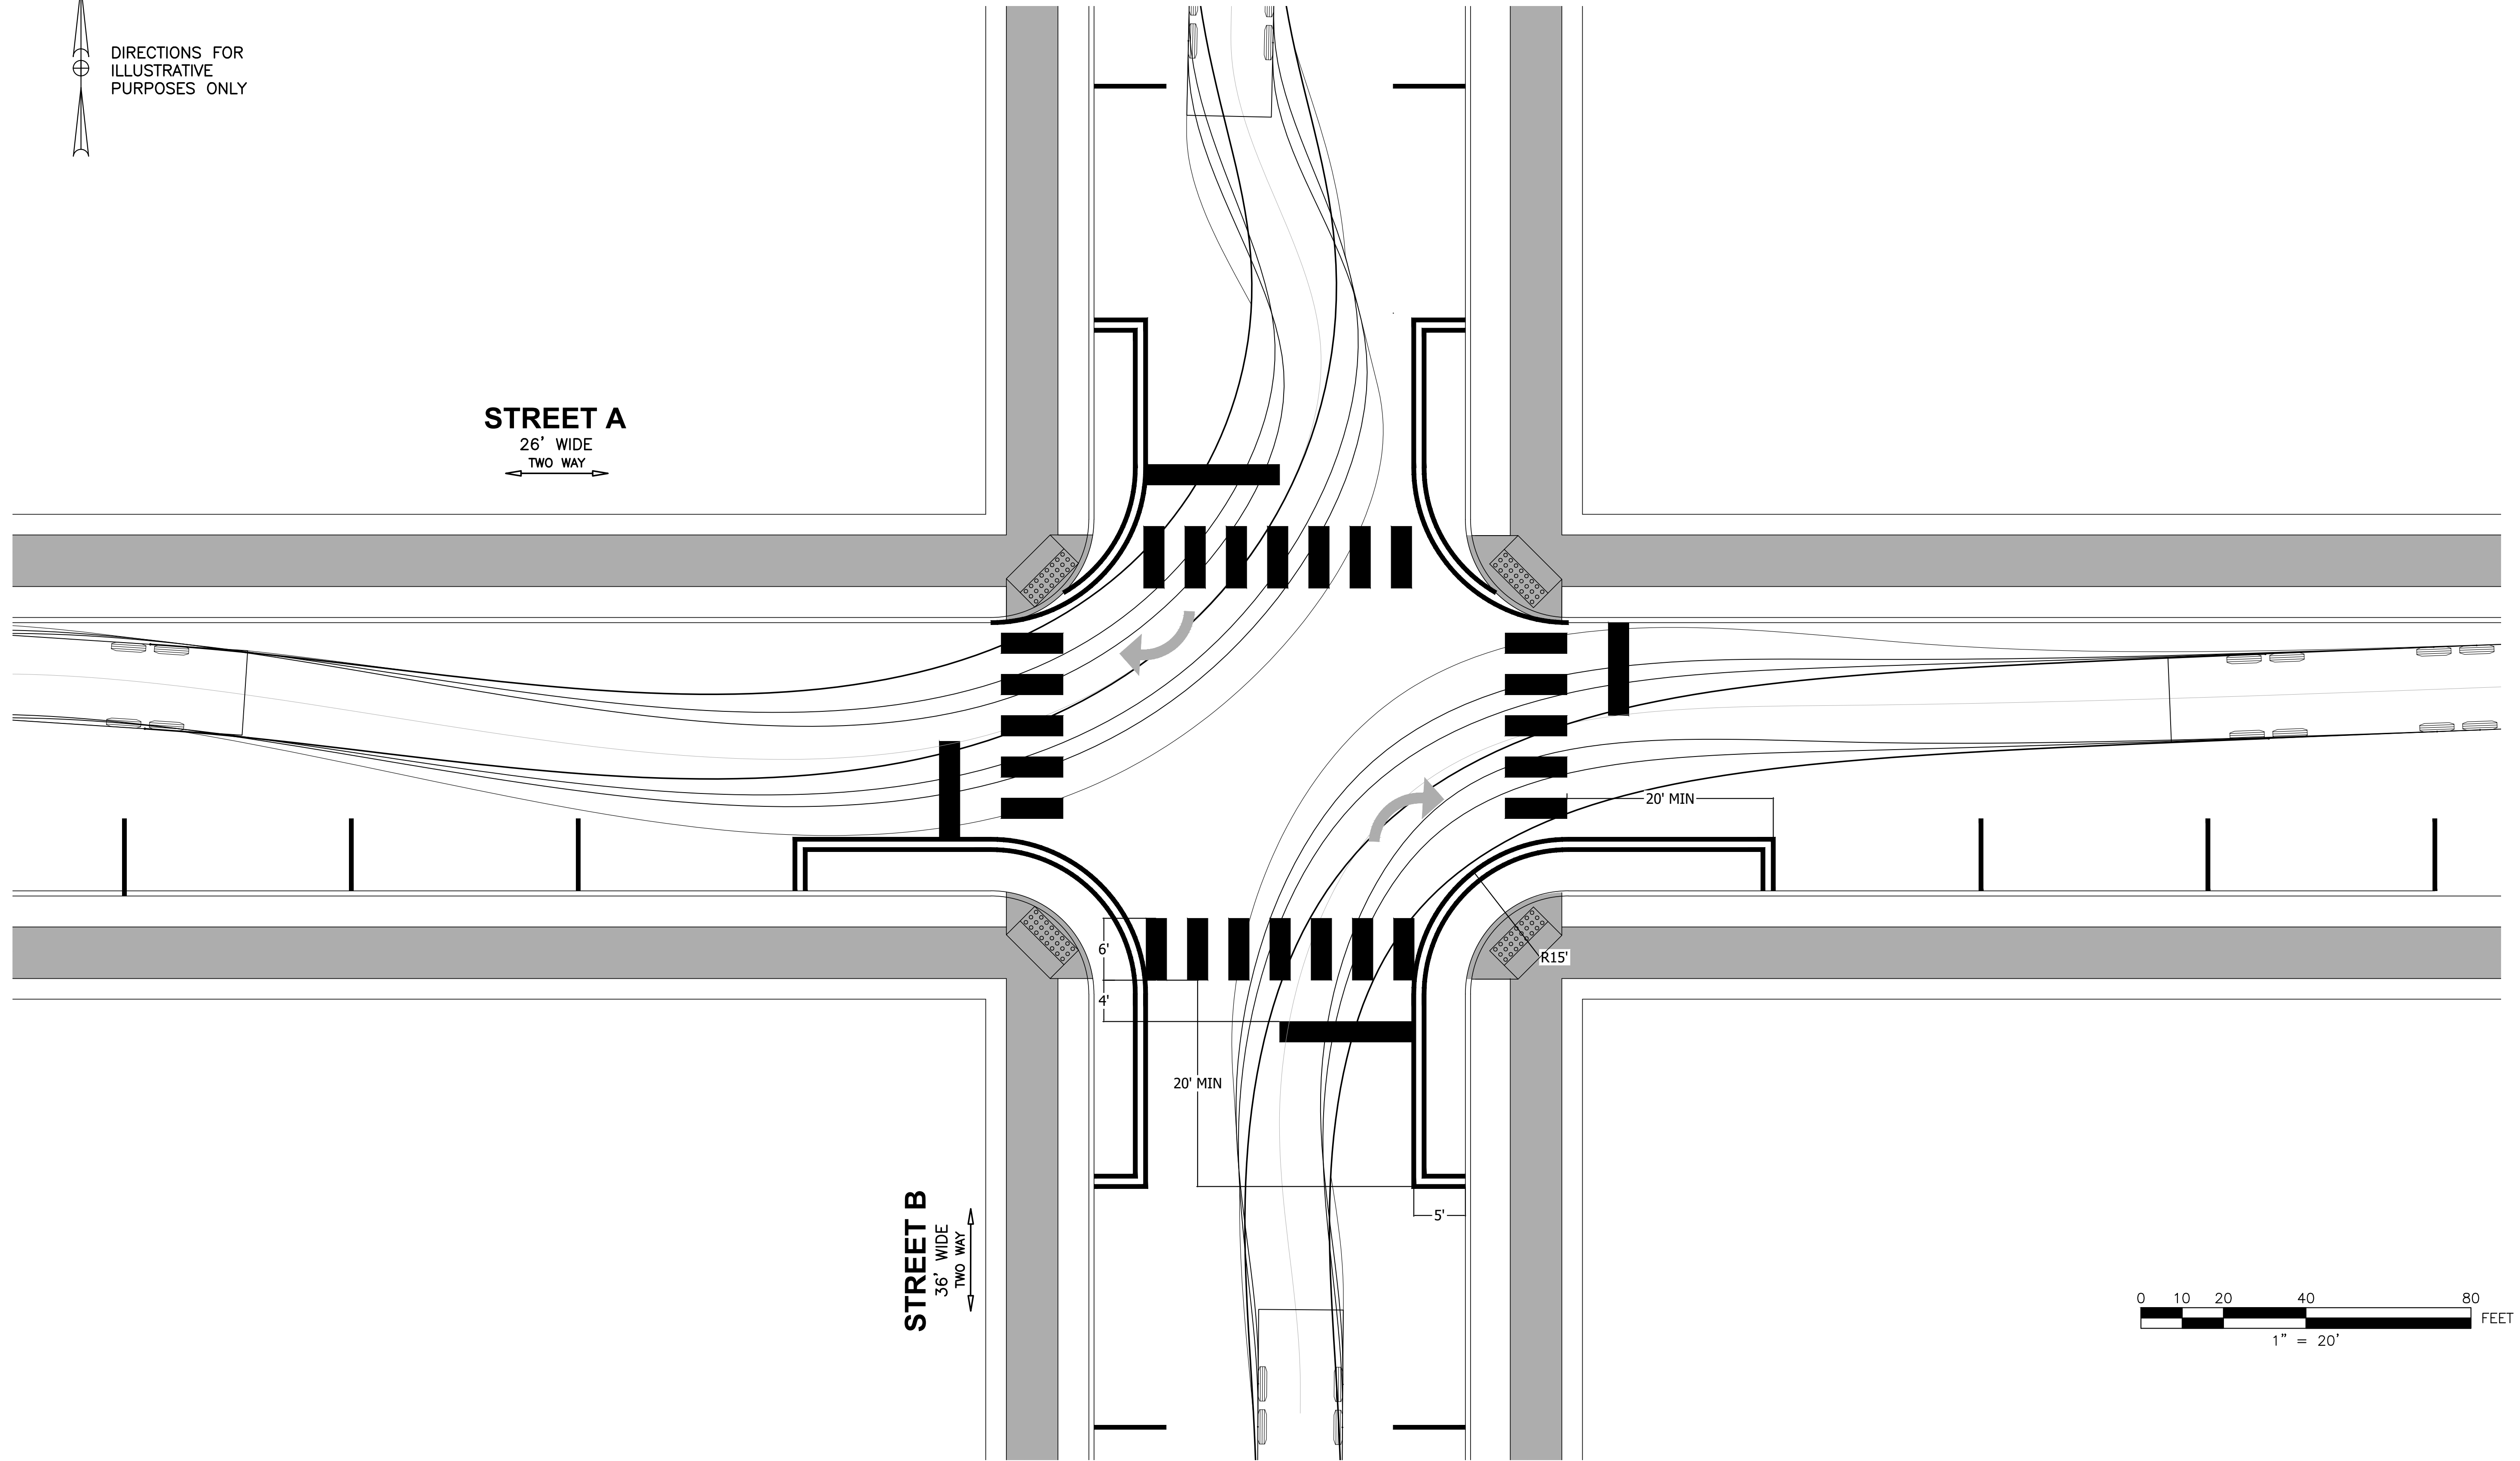 DIRECTIONS FOR
ILLUSTRATIVE
PURPOSES ONLY
STREET A
26' WIDE
TWO WAY
20' MIN
6'
R15'
4'
20' MIN
5'
STREET B
36' WIDE
TWO WAY
0 10 20 40 80
FEET
1" = 20'